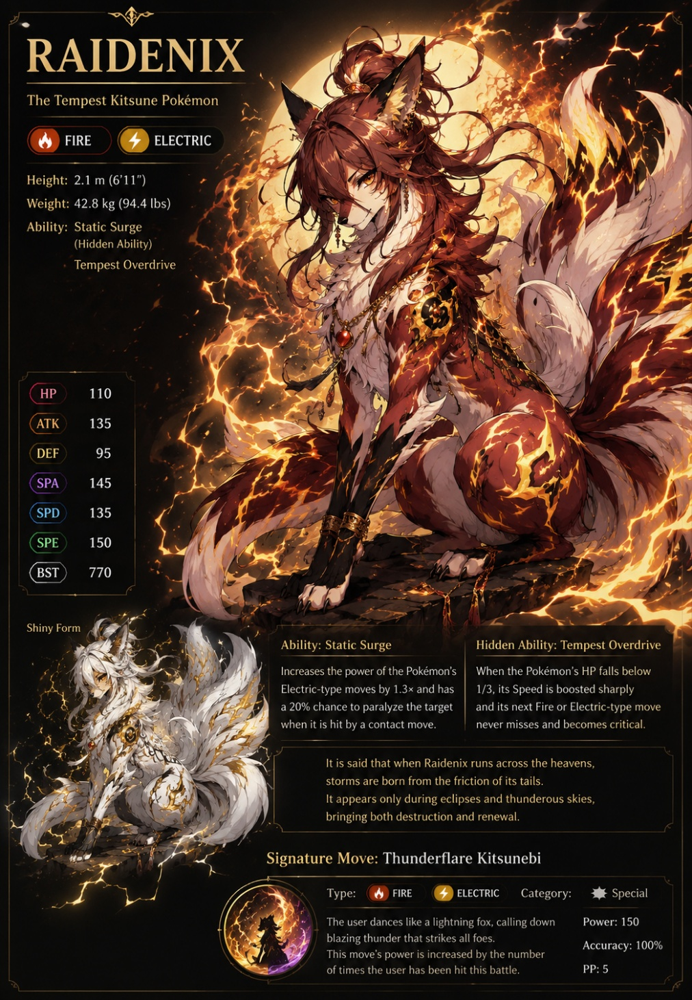 RAIDENIX
The Tempest Kitsune Pokémon
FIRE ELECTRIC
Height: 2.1 m (6'11")
Weight: 42.8 kg (94.4 lbs)
Ability: Static Surge
(Hidden Ability)
Tempest Overdrive
HP 110
ATK 135
DEF 95
SPA 145
SPD 135
SPE 150
BST 770
Shiny Form
Ability: Static Surge
Increases the power of the Pokémon's
Electric-type moves by 1.3× and has
a 20% chance to paralyze the target
when it is hit by a contact move.
Hidden Ability: Tempest Overdrive
When the Pokémon's HP falls below
1/3, its Speed is boosted sharply
and its next Fire or Electric-type move
never misses and becomes critical.
It is said that when Raidenix runs across the heavens,
storms are born from the friction of its tails.
It appears only during eclipses and thunderous skies,
bringing both destruction and renewal.
Signature Move: Thunderflare Kitsunebi
Type: FIRE ELECTRIC Category: Special
The user dances like a lightning fox, calling down
blazing thunder that strikes all foes.
This move's power is increased by the number
of times the user has been hit this battle.
Power: 150
Accuracy: 100%
PP: 5